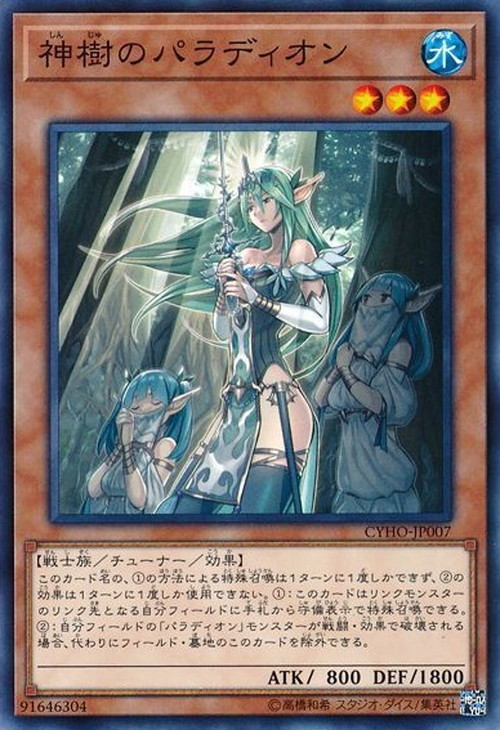 神樹のパラディオン
水
CYHO-JP007
【戦士族／チューナー／効果】
このカード名の、①の方法による特殊召喚は1ターンに1度しかできず、②の
効果は1ターンに1度しか使用できない。①：このカードはリンクモンスター
のリンク先となる自分フィールドに手札から守備表示で特殊召喚できる。
②：自分フィールドの「パラディオン」モンスターが戦闘・効果で破壊される
場合、代わりにフィールド・墓地のこのカードを除外できる。
ATK/ 800 DEF/1800
91646304
©高橋和希 スタジオ・ダイス/集英社